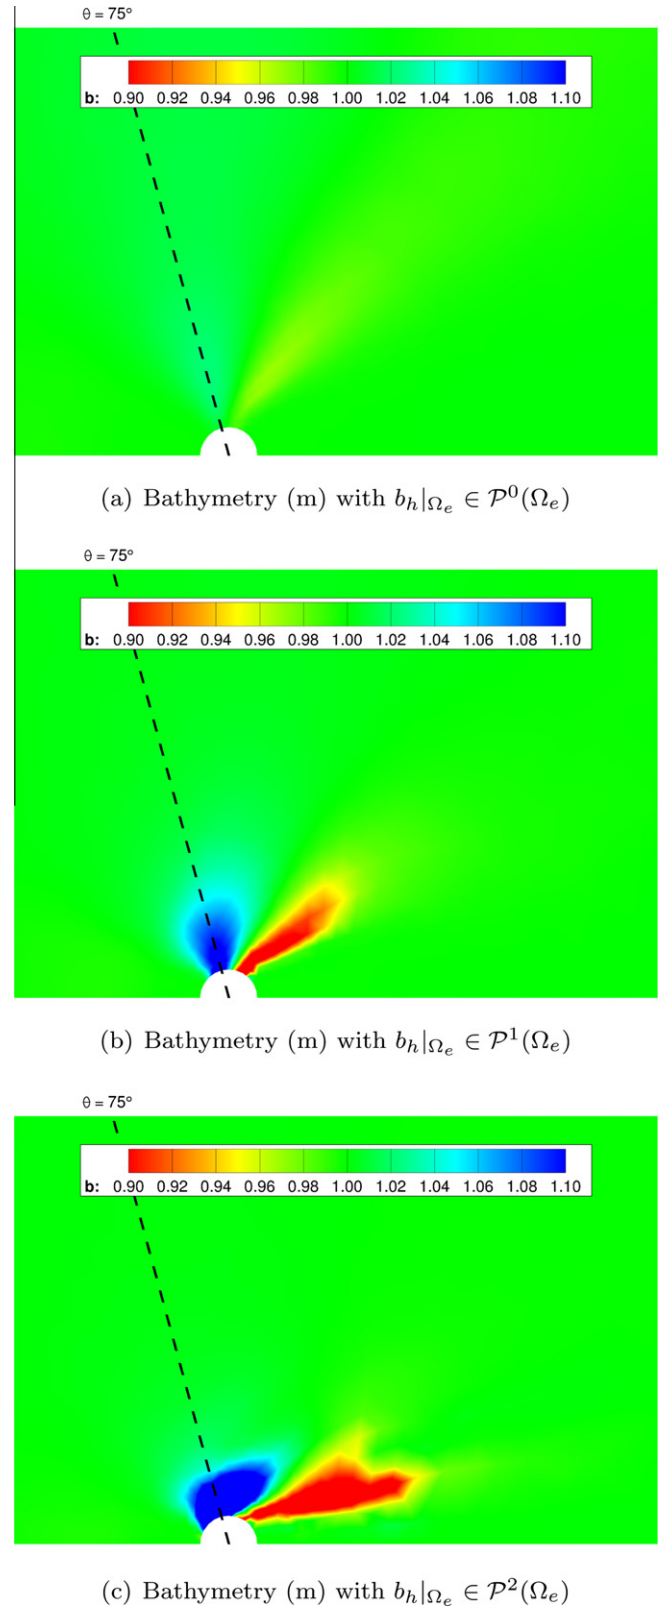 θ = 75°
b: 0.90 0.92 0.94 0.96 0.98 1.00 1.02 1.04 1.06 1.08 1.10
(a) Bathymetry (m) with b_h|_{Ω_e} ∈ 𝒫^0(Ω_e)
θ = 75°
b: 0.90 0.92 0.94 0.96 0.98 1.00 1.02 1.04 1.06 1.08 1.10
(b) Bathymetry (m) with b_h|_{Ω_e} ∈ 𝒫^1(Ω_e)
θ = 75°
b: 0.90 0.92 0.94 0.96 0.98 1.00 1.02 1.04 1.06 1.08 1.10
(c) Bathymetry (m) with b_h|_{Ω_e} ∈ 𝒫^2(Ω_e)